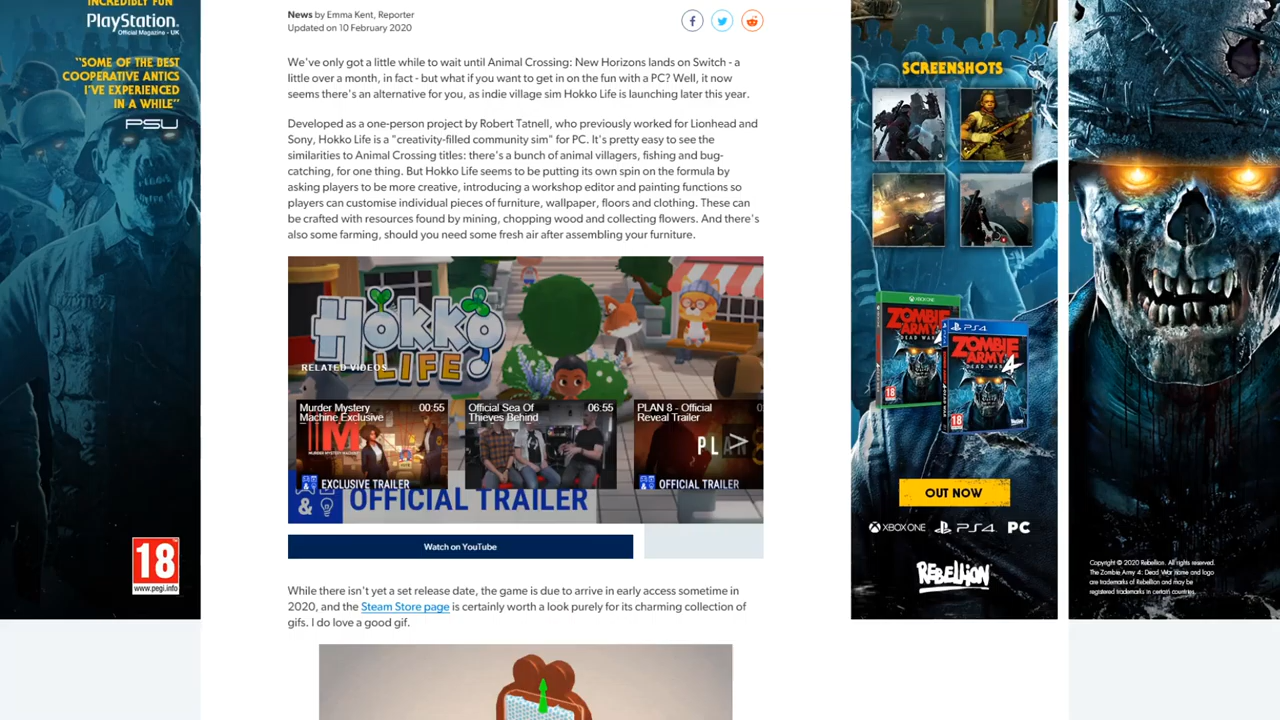 INCREDIBLY FUN
PlayStation
Official Magazine - UK
"SOME OF THE BEST
COOPERATIVE ANTICS
I'VE EXPERIENCED
IN A WHILE"
PSU
18
www.pegi.info
News by Emma Kent, Reporter
Updated on 10 February 2020
We've only got a little while to wait until Animal Crossing: New Horizons lands on Switch - a
little over a month, in fact - but what if you want to get in on the fun with a PC? Well, it now
seems there's an alternative for you, as indie village sim Hokko Life is launching later this year.
Developed as a one-person project by Robert Tatnell, who previously worked for Lionhead and
Sony, Hokko Life is a "creativity-filled community sim" for PC. It's pretty easy to see the
similarities to Animal Crossing titles: there's a bunch of animal villagers, fishing and bug-
catching, for one thing. But Hokko Life seems to be putting its own spin on the formula by
asking players to be more creative, introducing a workshop editor and painting functions so
players can customise individual pieces of furniture, wallpaper, floors and clothing. These can
be crafted with resources found by mining, chopping wood and collecting flowers. And there's
also some farming, should you need some fresh air after assembling your furniture.
Hokko
LIFE
RELATED VIDEOS
Murder Mystery
Machine Exclusive
00:55
Official Sea Of
Thieves Behind
06:55
PLAN 8 - Official
Reveal Trailer
EXCLUSIVE TRAILER
OFFICIAL TRAILER
& OFFICIAL TRAILER
Watch on YouTube
While there isn't yet a set release date, the game is due to arrive in early access sometime in
2020, and the Steam Store page is certainly worth a look purely for its charming collection of
gifs. I do love a good gif.
SCREENSHOTS
XBOX ONE
ZOMBIE
ARMY 4
DEAD WAR
18
PS4
ZOMBIE
ARMY 4
DEAD WAR
18
OUT NOW
XBOX ONE PS4 PC
REBELLION
Copyright © 2020 Rebellion. All rights reserved.
The Zombie Army 4: Dead War name and logo
are trademarks of Rebellion and may be
registered trademarks in certain countries.